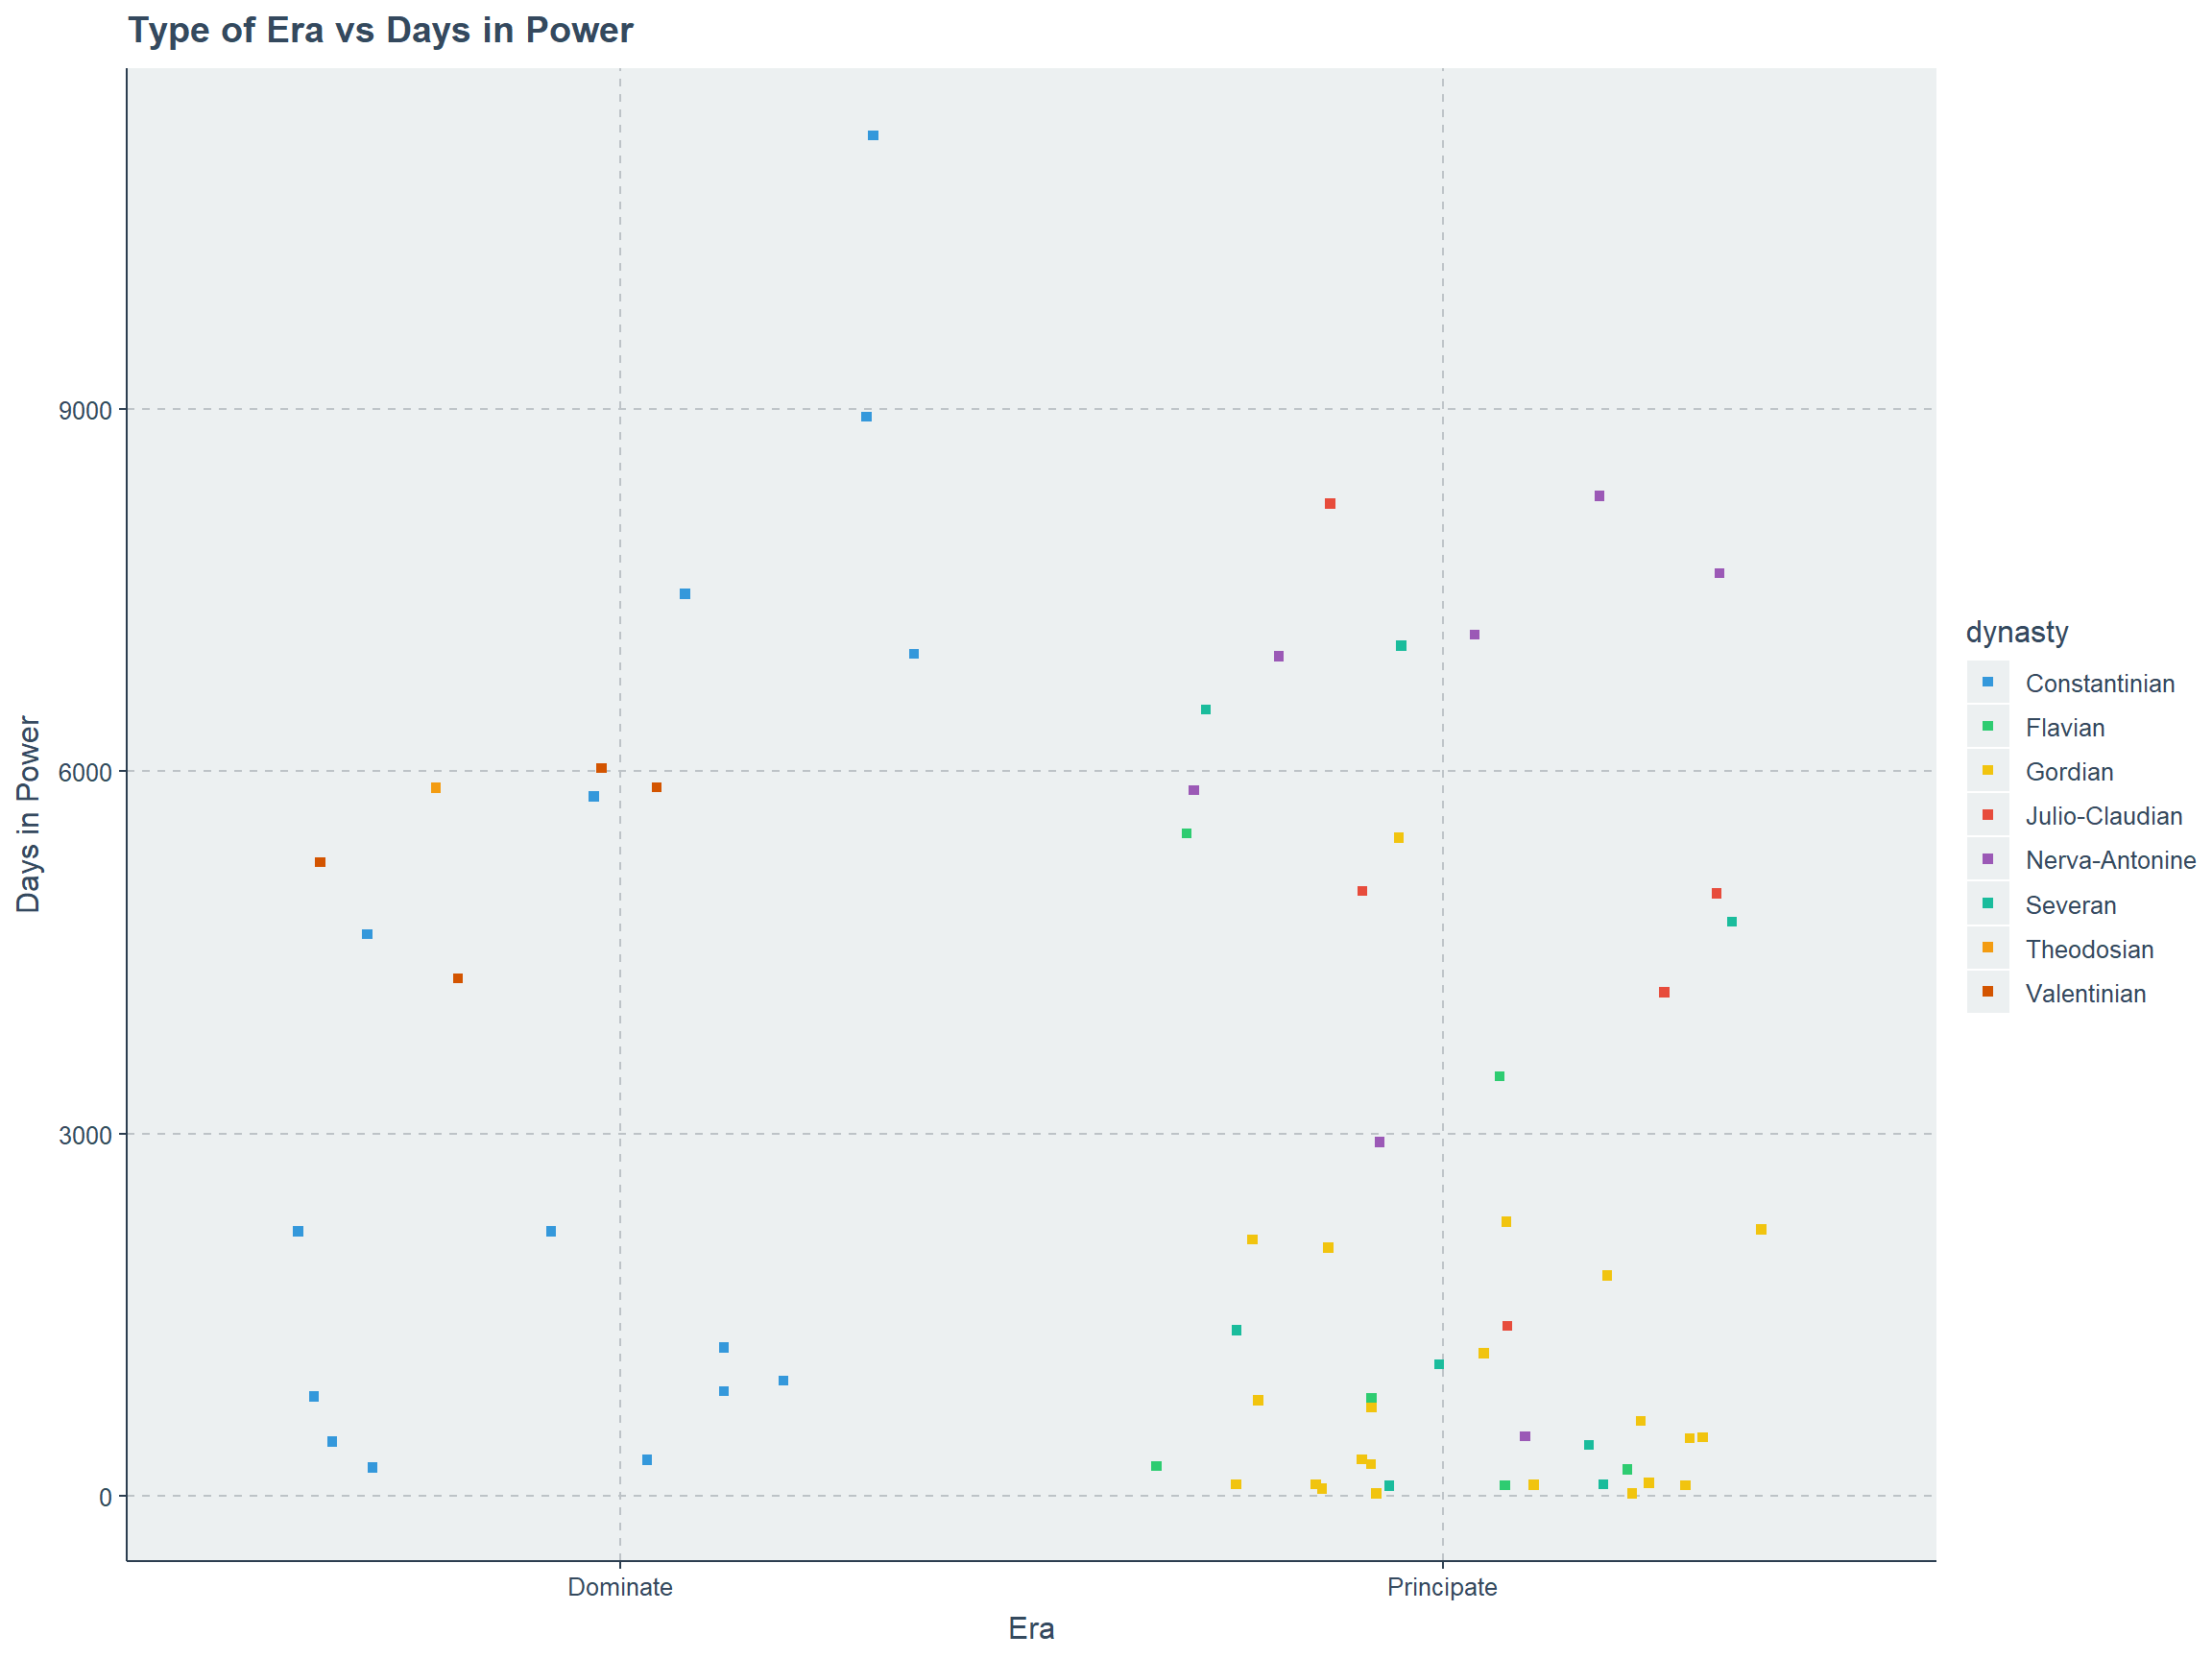 Type of Era vs Days in Power
Days in Power
9000
6000
3000
0
Dominate
Principate
Era
dynasty
Constantinian
Flavian
Gordian
Julio-Claudian
Nerva-Antonine
Severan
Theodosian
Valentinian